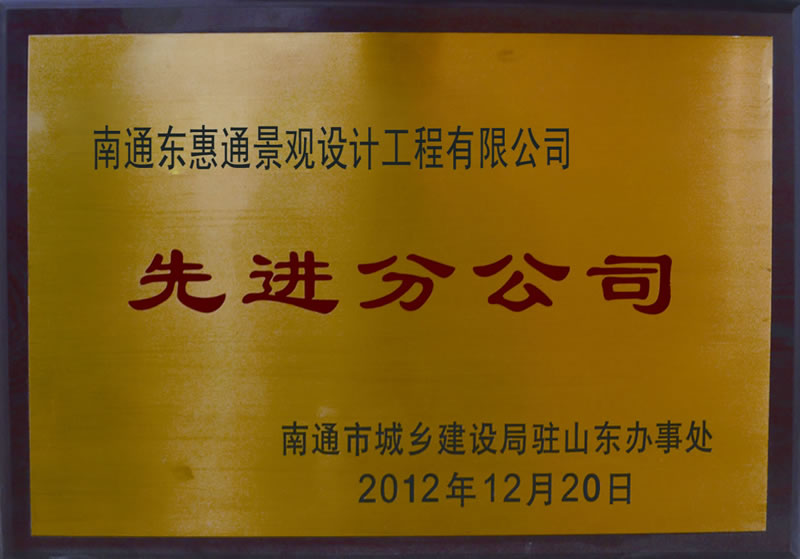 南通东惠通景观设计工程有限公司
先进分公司
南通市城乡建设局驻山东办事处
2012年12月20日